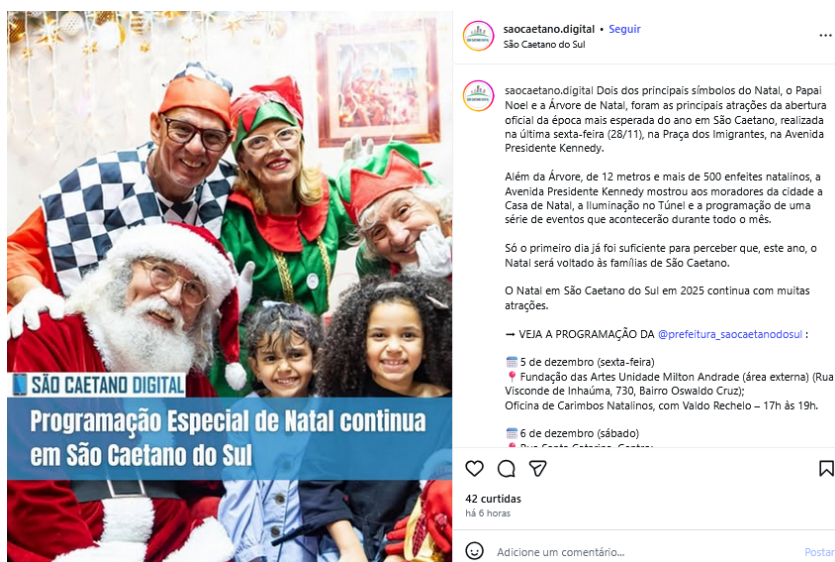 SÃO CAETANO DIGITAL
Programação Especial de Natal continua
em São Caetano do Sul
saocaetano.digital • Seguir
São Caetano do Sul
saocaetano.digital Dois dos principais símbolos do Natal, o Papai
Noel e a Árvore de Natal, foram as principais atrações da abertura
oficial da época mais esperada do ano em São Caetano, realizada
na última sexta-feira (28/11), na Praça dos Imigrantes, na Avenida
Presidente Kennedy.
Além da Árvore, de 12 metros e mais de 500 enfeites natalinos, a
Avenida Presidente Kennedy mostrou aos moradores da cidade a
Casa de Natal, a Iluminação no Túnel e a programação de uma
série de eventos que acontecerão durante todo o mês.
Só o primeiro dia já foi suficiente para perceber que, este ano, o
Natal será voltado às famílias de São Caetano.
O Natal em São Caetano do Sul em 2025 continua com muitas
atrações.
→ VEJA A PROGRAMAÇÃO DA @prefeitura_saocaetanodosul :
🗓️ 5 de dezembro (sexta-feira)
📍 Fundação das Artes Unidade Milton Andrade (área externa) (Rua
Visconde de Inhaúma, 730, Bairro Oswaldo Cruz);
Oficina de Carimbos Natalinos, com Valdo Rechelo – 17h às 19h.
🗓️ 6 de dezembro (sábado)
📍 Rua Santa Catarina, Centro:
42 curtidas
há 6 horas
Adicione um comentário...
Postar